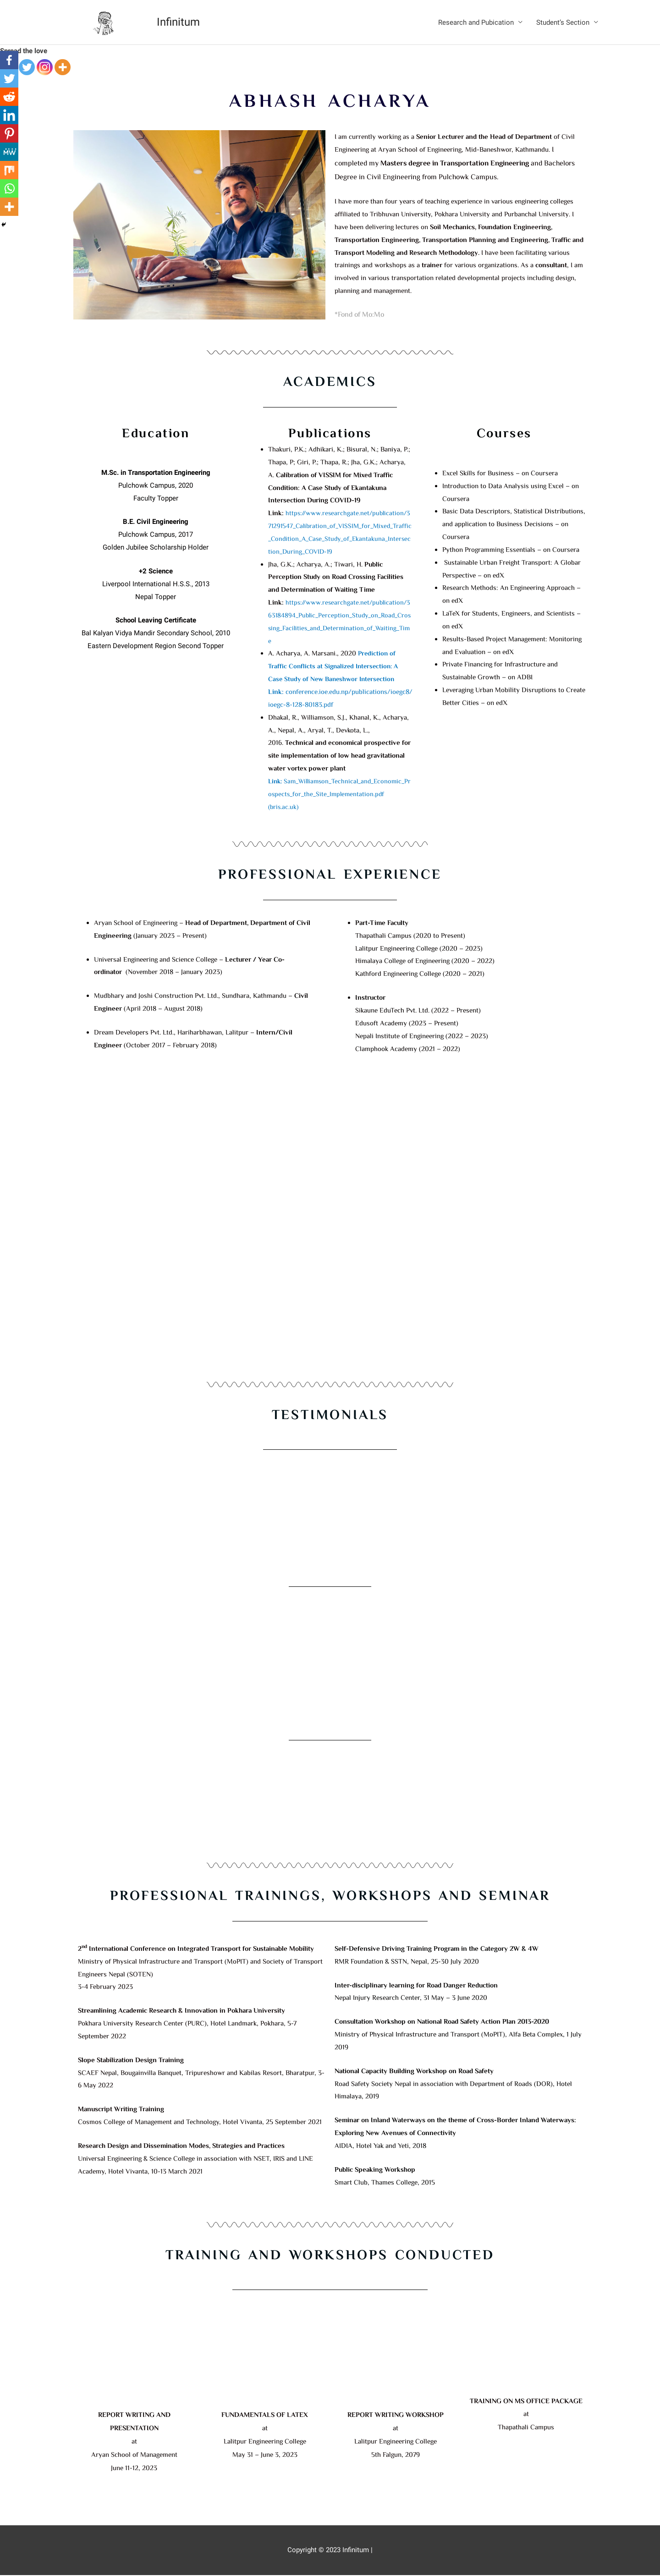 Infinitum
Research and Pubication
Student's Section
Spread the love
ABHASH ACHARYA
I am currently working as a Senior Lecturer and the Head of Department of Civil
Engineering at Aryan School of Engineering, Mid-Baneshwor, Kathmandu. I
completed my Masters degree in Transportation Engineering and Bachelors
Degree in Civil Engineering from Pulchowk Campus.
I have more than four years of teaching experience in various engineering colleges
affiliated to Tribhuvan University, Pokhara University and Purbanchal University. I
have been delivering lectures on Soil Mechanics, Foundation Engineering,
Transportation Engineering, Transportation Planning and Engineering, Traffic and
Transport Modeling and Research Methodology. I have been facilitating various
trainings and workshops as a trainer for various organizations. As a consultant, I am
involved in various transportation related developmental projects including design,
planning and management.
*Fond of Mo:Mo
ACADEMICS
Education
M.Sc. in Transportation Engineering
Pulchowk Campus, 2020
Faculty Topper
B.E. Civil Engineering
Pulchowk Campus, 2017
Golden Jubilee Scholarship Holder
+2 Science
Liverpool International H.S.S., 2013
Nepal Topper
School Leaving Certificate
Bal Kalyan Vidya Mandir Secondary School, 2010
Eastern Development Region Second Topper
Publications
Thakuri, P.K.; Adhikari, K.; Bisural, N.; Baniya, P.;
Thapa, P; Giri, P.; Thapa, R.; Jha, G.K.; Acharya,
A. Calibration of VISSIM for Mixed Traffic
Condition: A Case Study of Ekantakuna
Intersection During COVID-19
Link: https://www.researchgate.net/publication/3
71291547_Calibration_of_VISSIM_for_Mixed_Traffic
_Condition_A_Case_Study_of_Ekantakuna_Intersec
tion_During_COVID-19
Jha, G.K.; Acharya, A.; Tiwari, H. Public
Perception Study on Road Crossing Facilities
and Determination of Waiting Time
Link: https://www.researchgate.net/publication/3
63184894_Public_Perception_Study_on_Road_Cros
sing_Facilities_and_Determination_of_Waiting_Tim
e
A. Acharya, A. Marsani., 2020 Prediction of
Traffic Conflicts at Signalized Intersection: A
Case Study of New Baneshwor Intersection
Link: conference.ioe.edu.np/publications/ioegc8/
ioegc-8-128-80183.pdf
Dhakal, R., Williamson, S.J., Khanal, K., Acharya,
A., Nepal, A., Aryal, T., Devkota, L.,
2016. Technical and economical prospective for
site implementation of low head gravitational
water vortex power plant
Link: Sam_Williamson_Technical_and_Economic_Pr
ospects_for_the_Site_Implementation.pdf
(bris.ac.uk)
Courses
Excel Skills for Business – on Coursera
Introduction to Data Analysis using Excel – on
Coursera
Basic Data Descriptors, Statistical Distributions,
and application to Business Decisions – on
Coursera
Python Programming Essentials – on Coursera
Sustainable Urban Freight Transport: A Global
Perspective – on edX
Research Methods: An Engineering Approach –
on edX
LaTeX for Students, Engineers, and Scientists –
on edX
Results-Based Project Management: Monitoring
and Evaluation – on edX
Private Financing for Infrastructure and
Sustainable Growth – on ADBI
Leveraging Urban Mobility Disruptions to Create
Better Cities – on edX
PROFESSIONAL EXPERIENCE
Aryan School of Engineering – Head of Department, Department of Civil
Engineering (January 2023 – Present)
Universal Engineering and Science College – Lecturer / Year Co-
ordinator (November 2018 – January 2023)
Mudbhary and Joshi Construction Pvt. Ltd., Sundhara, Kathmandu – Civil
Engineer (April 2018 – August 2018)
Dream Developers Pvt. Ltd., Hariharbhawan, Lalitpur – Intern/Civil
Engineer (October 2017 – February 2018)
Part-Time Faculty
Thapathali Campus (2020 to Present)
Lalitpur Engineering College (2020 – 2023)
Himalaya College of Engineering (2020 – 2022)
Kathford Engineering College (2020 – 2021)
Instructor
Sikaune EduTech Pvt. Ltd. (2022 – Present)
Edusoft Academy (2023 – Present)
Nepali Institute of Engineering (2022 – 2023)
Clamphook Academy (2021 – 2022)
TESTIMONIALS
PROFESSIONAL TRAININGS, WORKSHOPS AND SEMINAR
2nd International Conference on Integrated Transport for Sustainable Mobility
Ministry of Physical Infrastructure and Transport (MoPIT) and Society of Transport
Engineers Nepal (SOTEN)
3-4 February 2023
Streamlining Academic Research & Innovation in Pokhara University
Pokhara University Research Center (PURC), Hotel Landmark, Pokhara, 5-7
September 2022
Slope Stabilization Design Training
SCAEF Nepal, Bougainvilla Banquet, Tripureshowr and Kabilas Resort, Bharatpur, 3-
6 May 2022
Manuscript Writing Training
Cosmos College of Management and Technology, Hotel Vivanta, 25 September 2021
Research Design and Dissemination Modes, Strategies and Practices
Universal Engineering & Science College in association with NSET, IRIS and LINE
Academy, Hotel Vivanta, 10-13 March 2021
Self-Defensive Driving Training Program in the Category 2W & 4W
RMR Foundation & SSTN, Nepal, 25-30 July 2020
Inter-disciplinary learning for Road Danger Reduction
Nepal Injury Research Center, 31 May – 3 June 2020
Consultation Workshop on National Road Safety Action Plan 2013-2020
Ministry of Physical Infrastructure and Transport (MoPIT), Alfa Beta Complex, 1 July
2019
National Capacity Building Workshop on Road Safety
Road Safety Society Nepal in association with Department of Roads (DOR), Hotel
Himalaya, 2019
Seminar on Inland Waterways on the theme of Cross-Border Inland Waterways:
Exploring New Avenues of Connectivity
AIDIA, Hotel Yak and Yeti, 2018
Public Speaking Workshop
Smart Club, Thames College, 2015
TRAINING AND WORKSHOPS CONDUCTED
REPORT WRITING AND
PRESENTATION
at
Aryan School of Management
June 11-12, 2023
FUNDAMENTALS OF LATEX
at
Lalitpur Engineering College
May 31 – June 3, 2023
REPORT WRITING WORKSHOP
at
Lalitpur Engineering College
5th Falgun, 2079
TRAINING ON MS OFFICE PACKAGE
at
Thapathali Campus
Copyright © 2023 Infinitum |